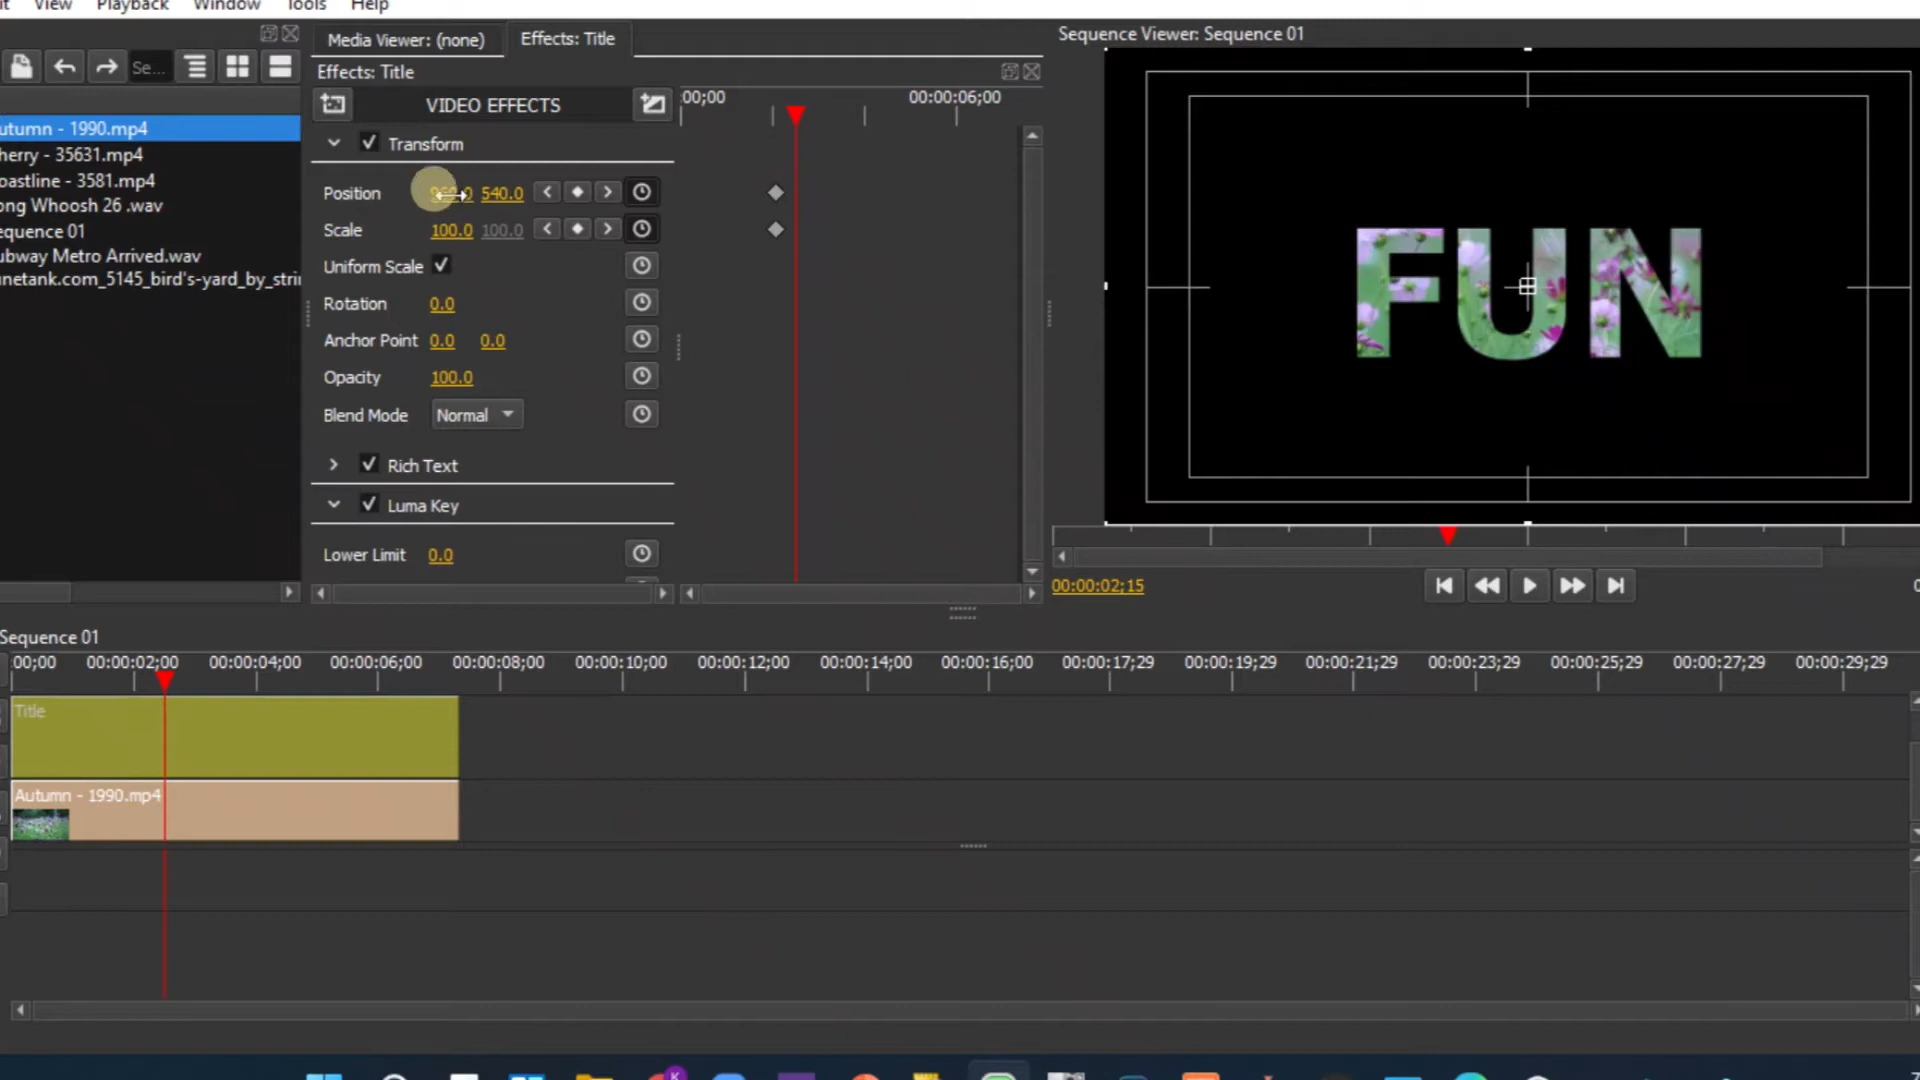 View Playback Window Tools Help
Media Viewer: (none) Effects: Title
Sequence Viewer: Sequence 01
Effects: Title
Se...
VIDEO EFFECTS
:00;00 00:00:06;00
utumn - 1990.mp4
herry - 35631.mp4
oastline - 3581.mp4
ong Whoosh 26 .wav
equence 01
ubway Metro Arrived.wav
unetank.com_5145_bird's-yard_by_stri
Transform
Position 960.0 540.0
Scale 100.0 100.0
Uniform Scale
Rotation 0.0
Anchor Point 0.0 0.0
Opacity 100.0
Blend Mode Normal
Rich Text
Luma Key
Lower Limit 0.0
FUN
00:00:02;15
Sequence 01
00;00 00:00:02;00 00:00:04;00 00:00:06;00 00:00:08;00 00:00:10;00 00:00:12;00 00:00:14;00 00:00:16;00 00:00:17;29 00:00:19;29 00:00:21;29 00:00:23;29 00:00:25;29 00:00:27;29 00:00:29;29
Title
Autumn - 1990.mp4
K